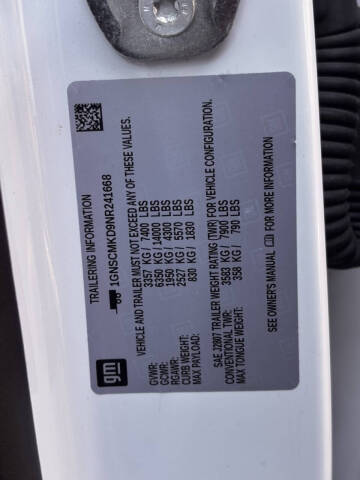 gm
TRAILERING INFORMATION
1GNSCMKD9NR241668
VEHICLE AND TRAILER MUST NOT EXCEED ANY OF THESE VALUES.
GVWR: 3357 KG / 7400 LBS
GCWR: 6350 KG / 14000 LBS
RGAWR: 1950 KG / 4300 LBS
CURB WEIGHT: 2527 KG / 5570 LBS
MAX PAYLOAD: 830 KG / 1830 LBS
SAE J2807 TRAILER WEIGHT RATING (TWR) FOR VEHICLE CONFIGURATION.
CONVENTIONAL TWR: 3583 KG / 7900 LBS
MAX TONGUE WEIGHT: 358 KG / 790 LBS
SEE OWNER'S MANUAL FOR MORE INFORMATION